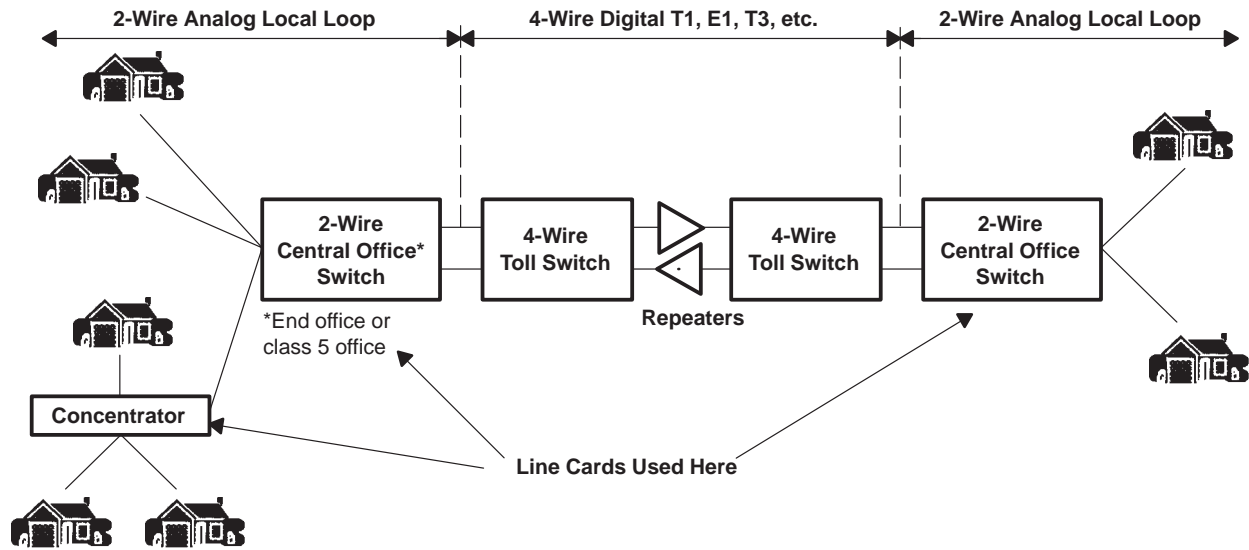 2-Wire Analog Local Loop
4-Wire Digital T1, E1, T3, etc.
2-Wire Analog Local Loop
2-Wire
Central Office*
Switch
4-Wire
Toll Switch
4-Wire
Toll Switch
2-Wire
Central Office
Switch
*End office or
class 5 office
Repeaters
Concentrator
Line Cards Used Here